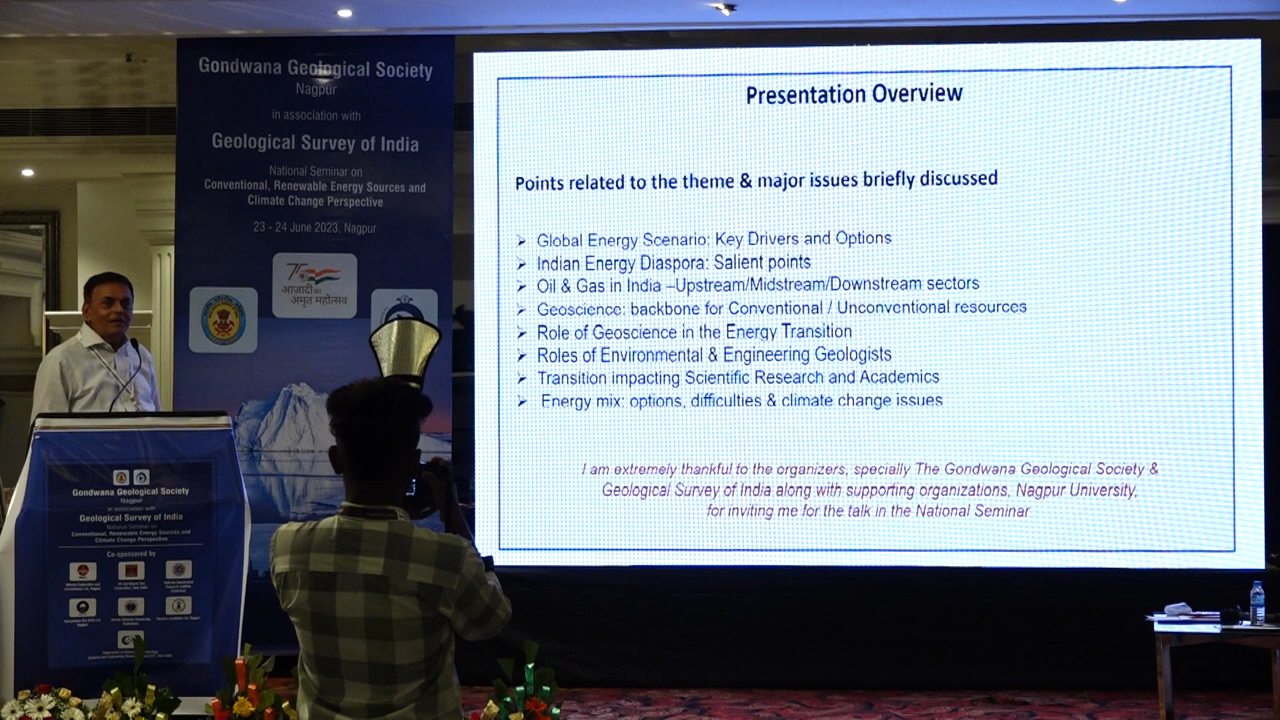 Gondwana Geological Society
Nagpur
in association with
Geological Survey of India
National Seminar on
Conventional, Renewable Energy Sources and
Climate Change Perspective
23 - 24 June 2023, Nagpur
75
आज़ादी का
अमृत महोत्सव
Presentation Overview
Points related to the theme & major issues briefly discussed
➢ Global Energy Scenario: Key Drivers and Options
➢ Indian Energy Diaspora: Salient points
➢ Oil & Gas in India –Upstream/Midstream/Downstream sectors
➢ Geoscience: backbone for Conventional / Unconventional resources
➢ Role of Geoscience in the Energy Transition
➢ Roles of Environmental & Engineering Geologists
➢ Transition impacting Scientific Research and Academics
➢ Energy mix: options, difficulties & climate change issues
I am extremely thankful to the organizers, specially The Gondwana Geological Society &
Geological Survey of India along with supporting organizations, Nagpur University,
for inviting me for the talk in the National Seminar
Gondwana Geological Society
Nagpur
in association with
Geological Survey of India
National Seminar on
Conventional, Renewable Energy Sources and
Climate Change Perspective
Co-sponsored by